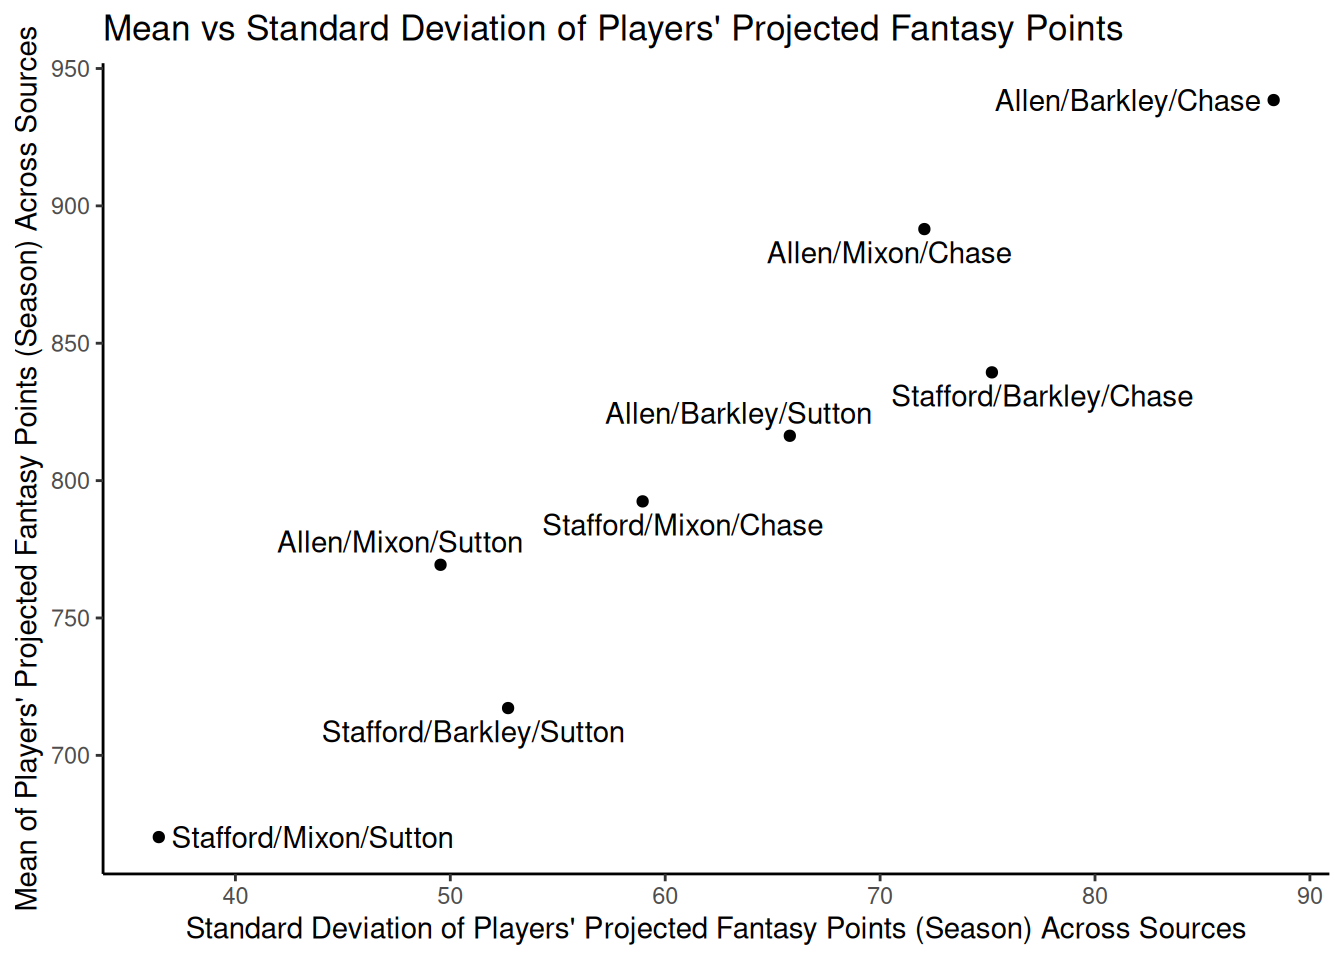 Mean vs Standard Deviation of Players' Projected Fantasy Points
Mean of Players' Projected Fantasy Points (Season) Across Sources
950
900
850
800
750
700
Allen/Barkley/Chase
Allen/Mixon/Chase
Stafford/Barkley/Chase
Allen/Barkley/Sutton
Stafford/Mixon/Chase
Allen/Mixon/Sutton
Stafford/Barkley/Sutton
Stafford/Mixon/Sutton
40 50 60 70 80 90
Standard Deviation of Players' Projected Fantasy Points (Season) Across Sources